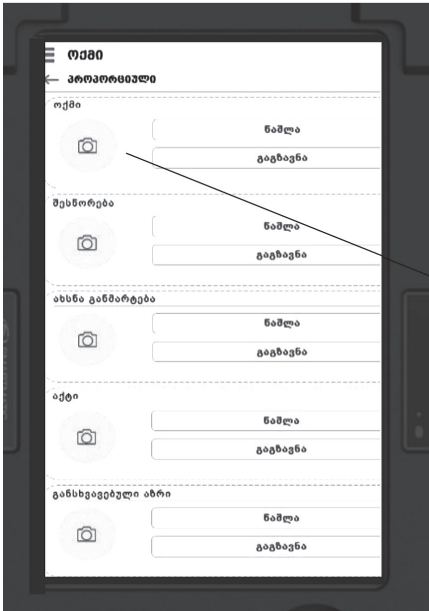 ოქმი
პროპორციული
ოქმი
წაშლა
გაგზავნა
შესწორება
წაშლა
გაგზავნა
ახსნა განმარტება
წაშლა
გაგზავნა
აქტი
წაშლა
გაგზავნა
განსხვავებული აზრი
წაშლა
გაგზავნა